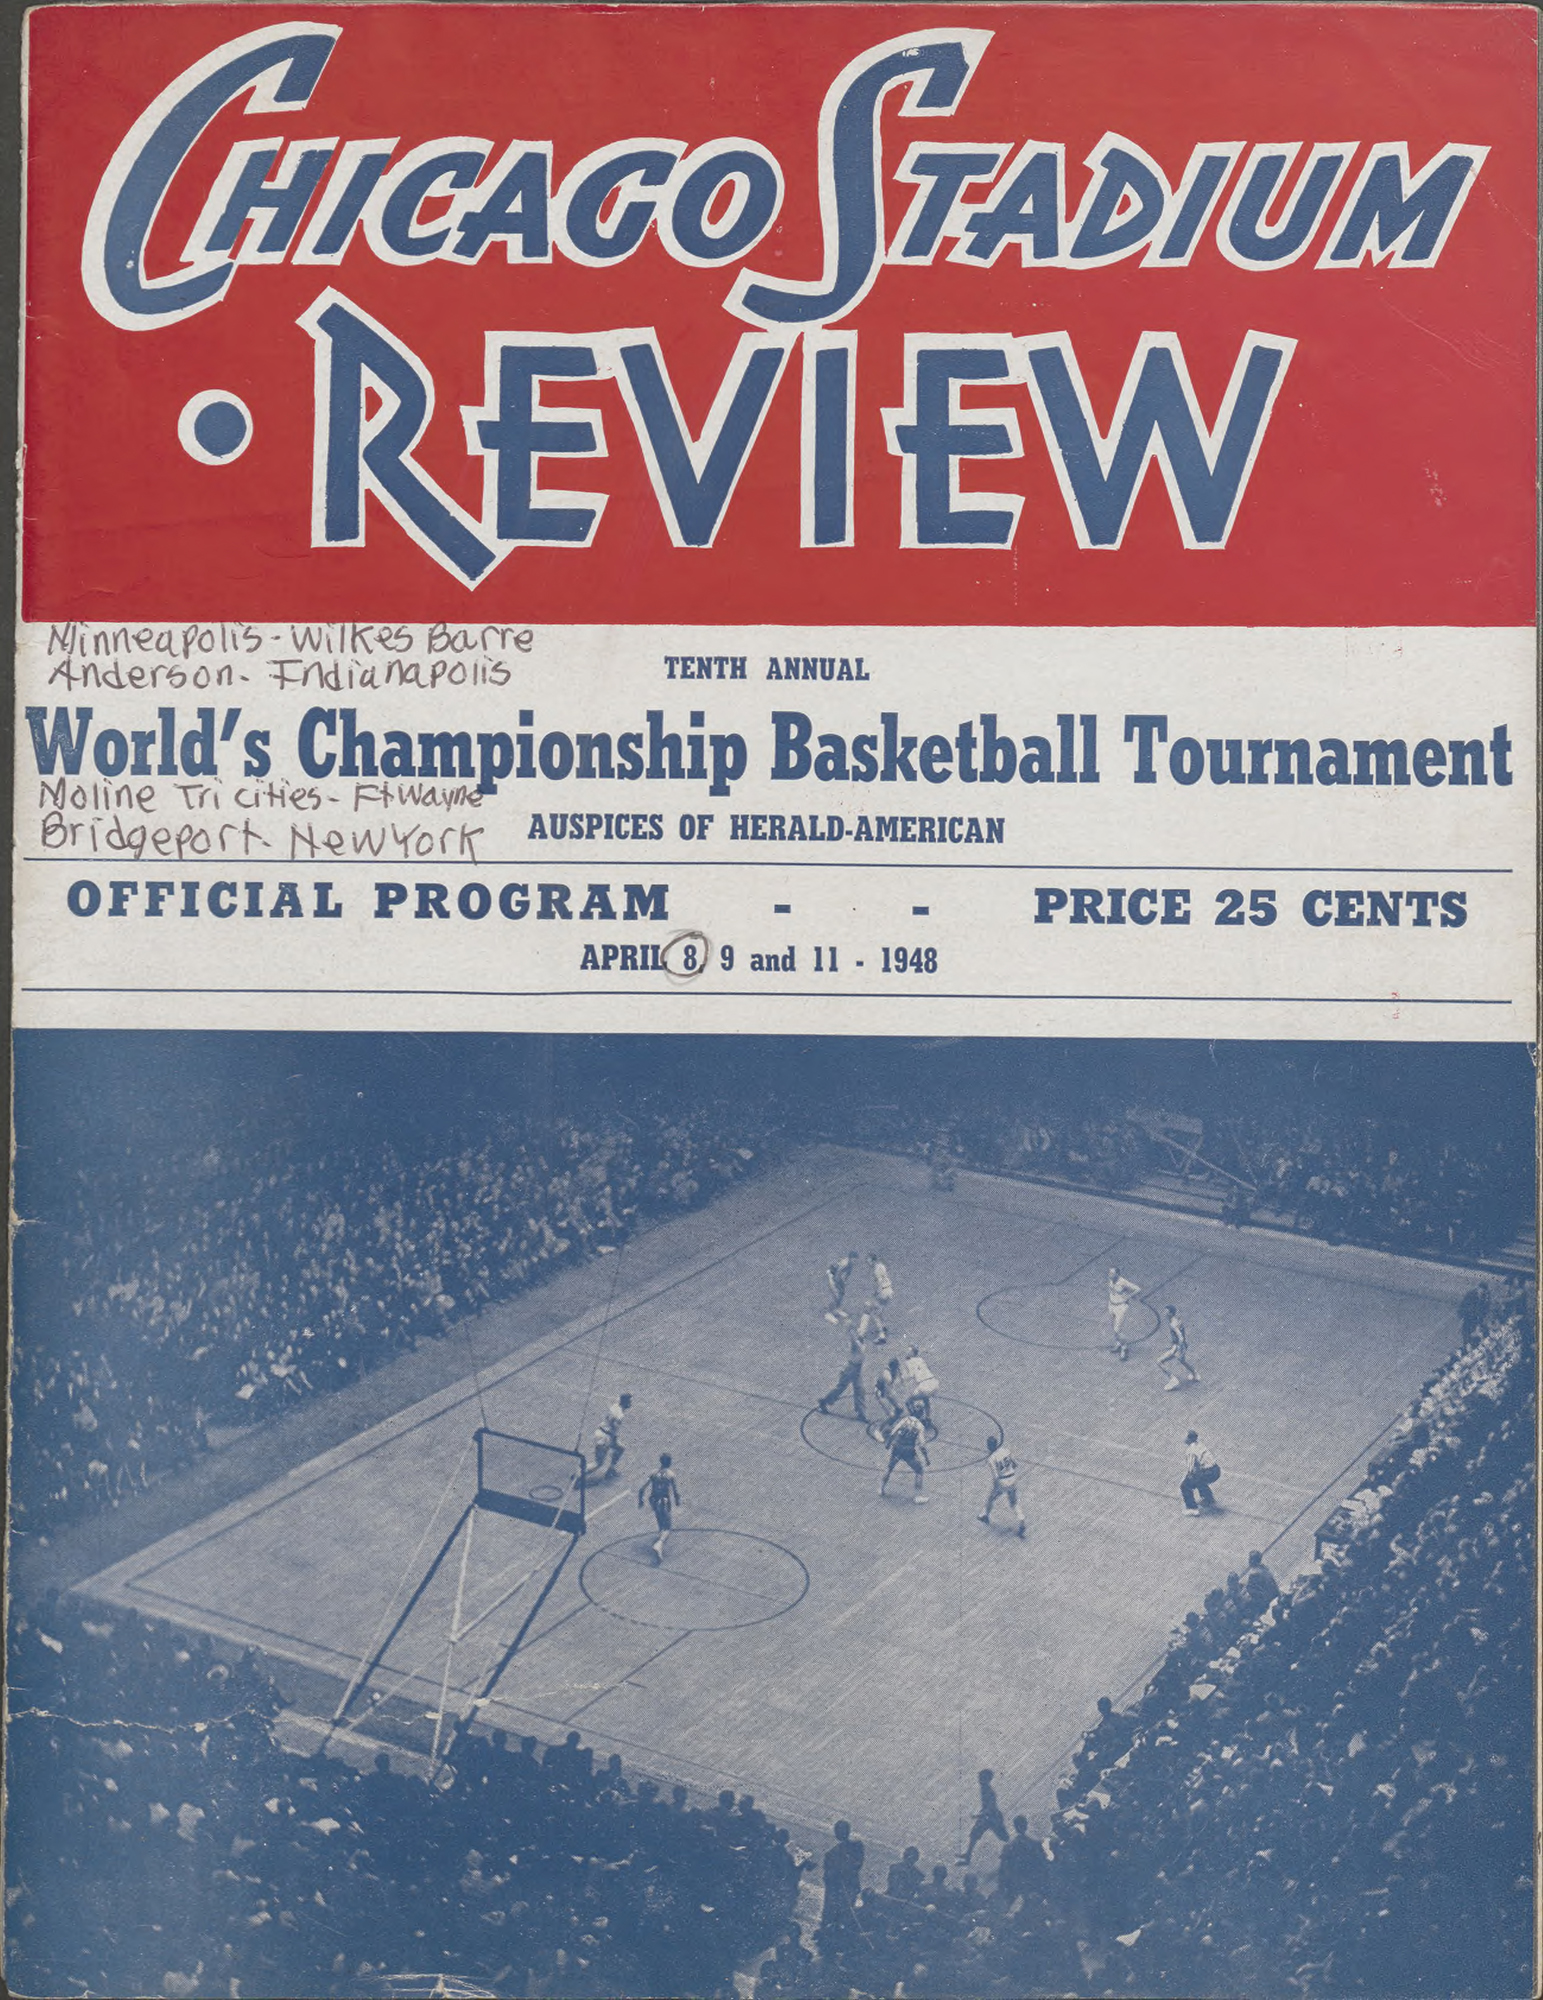 CHICAGO STADIUM
• REVIEW
Minneapolis - Wilkes Barre
Anderson - Indianapolis
TENTH ANNUAL
World's Championship Basketball Tournament
Moline Tri cities - Ft Wayne
Bridgeport - New York
AUSPICES OF HERALD-AMERICAN
OFFICIAL PROGRAM - - PRICE 25 CENTS
APRIL 8, 9 and 11 - 1948